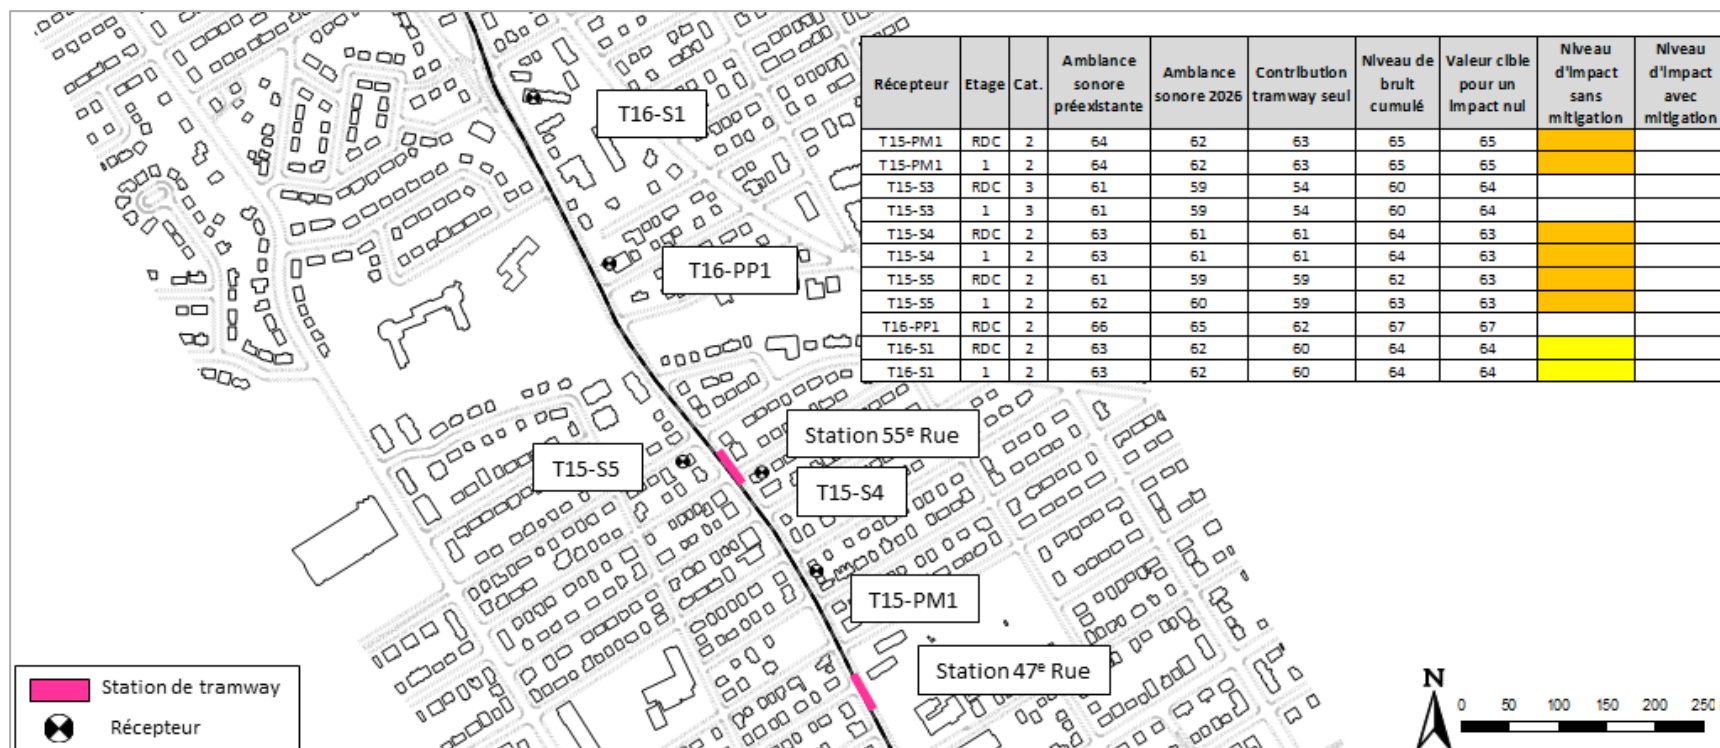 Récepteur Etage Cat. Ambiance sonore préexistante Ambiance sonore 2026 Contribution tramway seul Niveau de bruit cumulé Valeur cible pour un impact nul Niveau d'impact sans mitigation Niveau d'impact avec mitigation
T15-PM1 RDC 2 64 62 63 65 65
T15-PM1 1 2 64 62 63 65 65
T15-S3 RDC 3 61 59 54 60 64
T15-S3 1 3 61 59 54 60 64
T15-S4 RDC 2 63 61 61 64 63
T15-S4 1 2 63 61 61 64 63
T15-S5 RDC 2 61 59 59 62 63
T15-S5 1 2 62 60 59 63 63
T16-PP1 RDC 2 66 65 62 67 67
T16-S1 RDC 2 63 62 60 64 64
T16-S1 1 2 63 62 60 64 64
T16-S1
T16-PP1
Station 55e Rue
T15-S5
T15-S4
T15-PM1
Station 47e Rue
Station de tramway
Récepteur
N
0 50 100 150 200 250